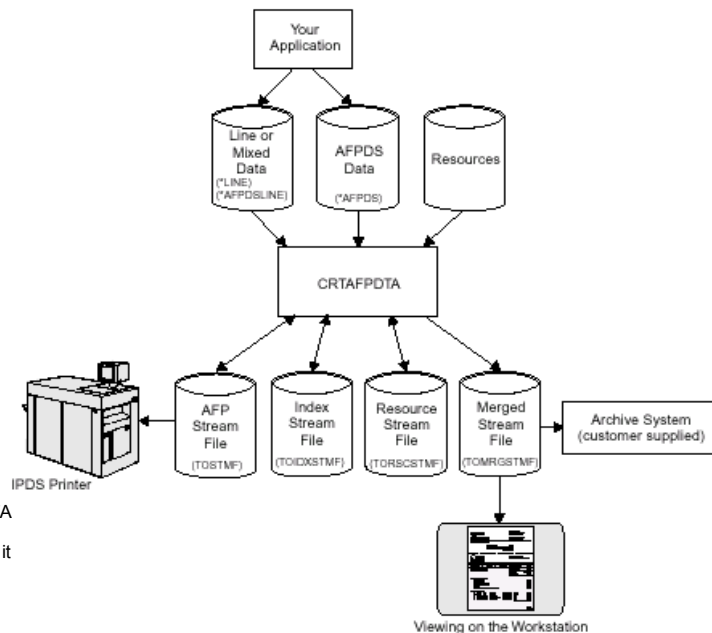 Your
Application
Line or
Mixed
Data
(*LINE)
(*AFPDSLINE)
AFPDS
Data
(*AFPDS)
Resources
CRTAFPDTA
AFP
Stream
File
(TOSTMF)
Index
Stream
File
(TOIDXSTMF)
Resource
Stream
File
(TORSCSTMF)
Merged
Stream
File
(TOMRGSTMF)
Archive System
(customer supplied)
IPDS Printer
A
it
Viewing on the Workstation